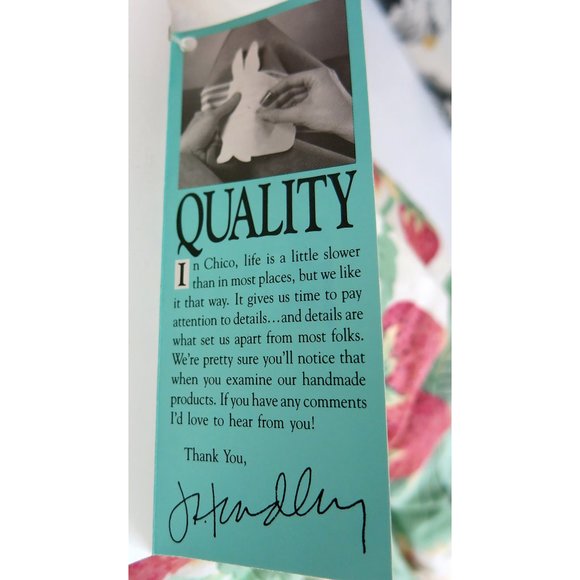 QUALITY
In Chico, life is a little slower
than in most places, but we like
it that way. It gives us time to pay
attention to details...and details are
what set us apart from most folks.
We're pretty sure you'll notice that
when you examine our handmade
products. If you have any comments
I'd love to hear from you!
Thank You,